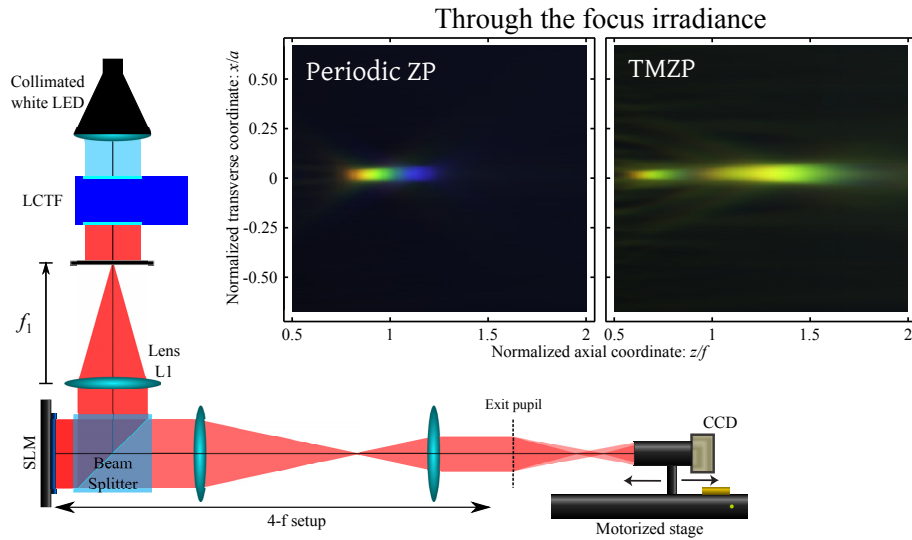 Through the focus irradiance
Collimated
white LED
LCTF
f1
Lens
L1
SLM
Beam
Splitter
4-f setup
Exit pupil
CCD
Motorized stage
Periodic ZP
TMZP
Normalized transverse coordinate: x/a
0.50
0.25
0
-0.25
-0.50
0.5
1
1.5
2
0.5
1
1.5
2
Normalized axial coordinate: z/f